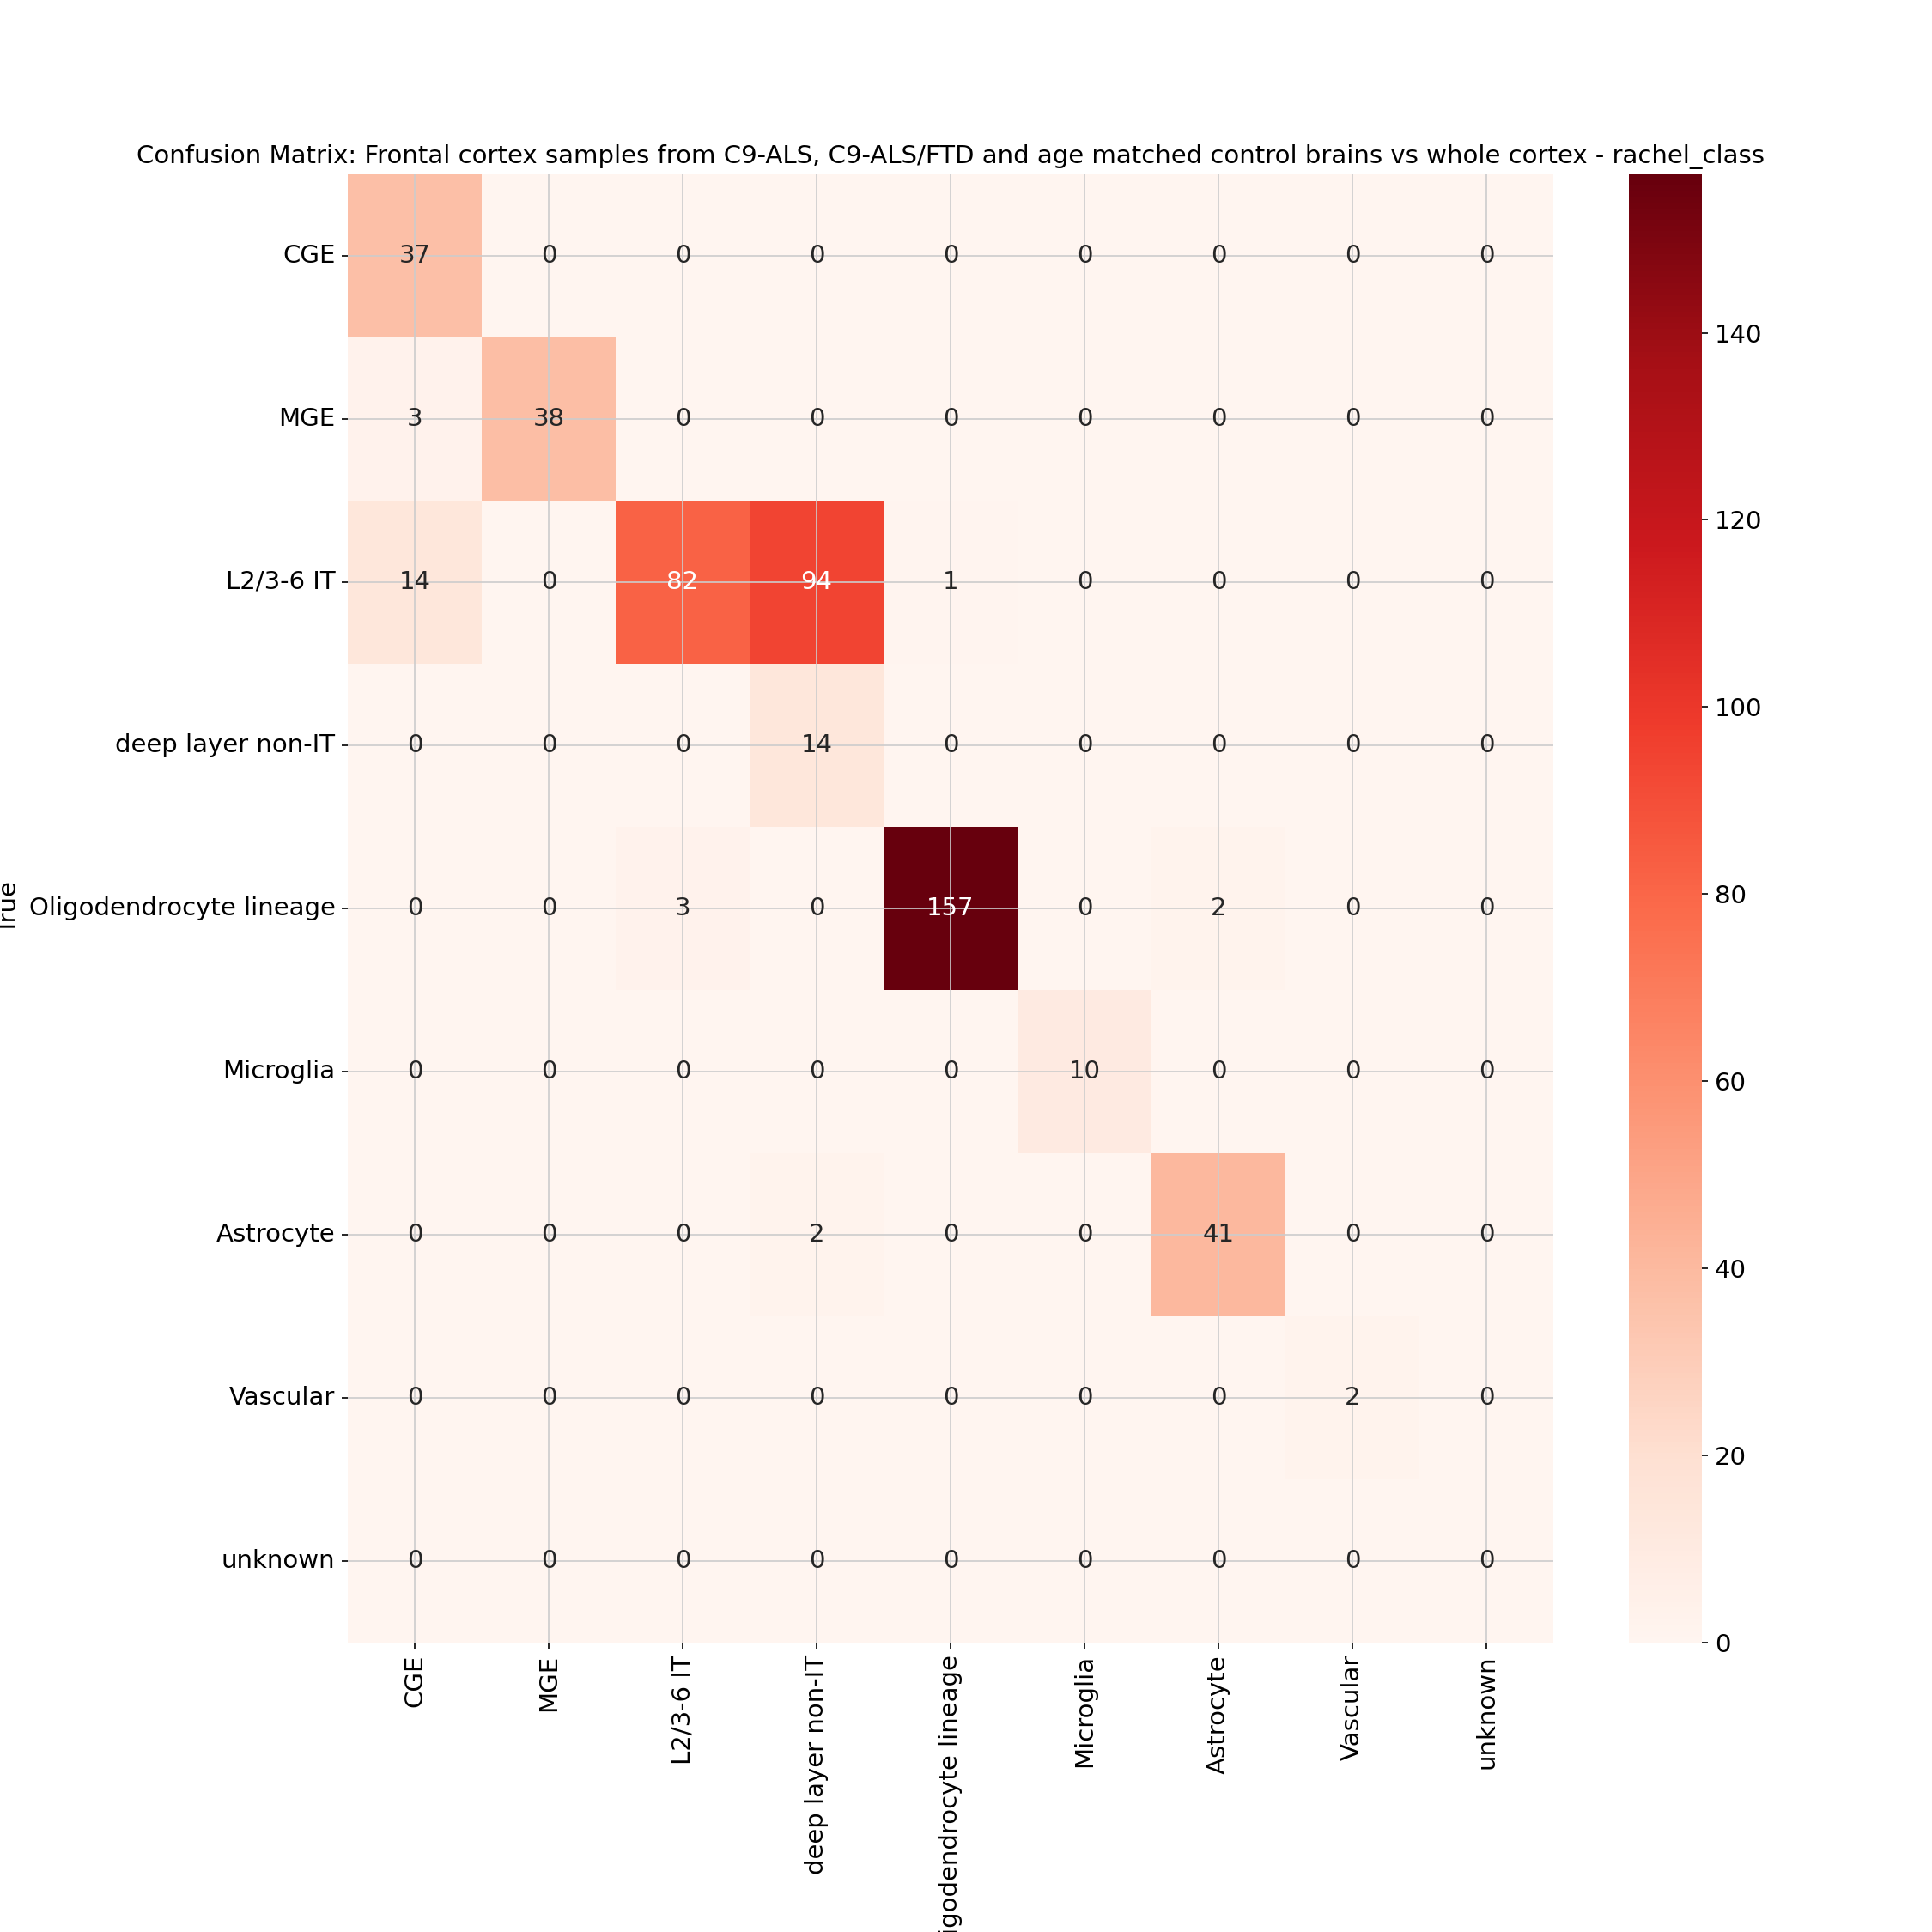 Confusion Matrix: Frontal cortex samples from C9-ALS, C9-ALS/FTD and age matched control brains vs whole cortex - rachel_class
CGE 37 0 0 0 0 0 0 0 0
MGE 3 38 0 0 0 0 0 0 0
L2/3-6 IT 14 0 82 94 1 0 0 0 0
deep layer non-IT 0 0 0 14 0 0 0 0 0
Oligodendrocyte lineage 0 0 3 0 157 0 2 0 0
Microglia 0 0 0 0 0 10 0 0 0
Astrocyte 0 0 0 2 0 0 41 0 0
Vascular 0 0 0 0 0 0 0 2 0
unknown 0 0 0 0 0 0 0 0 0
True
CGE
MGE
L2/3-6 IT
deep layer non-IT
igodendrocyte lineage
Microglia
Astrocyte
Vascular
unknown
140
120
100
80
60
40
20
0